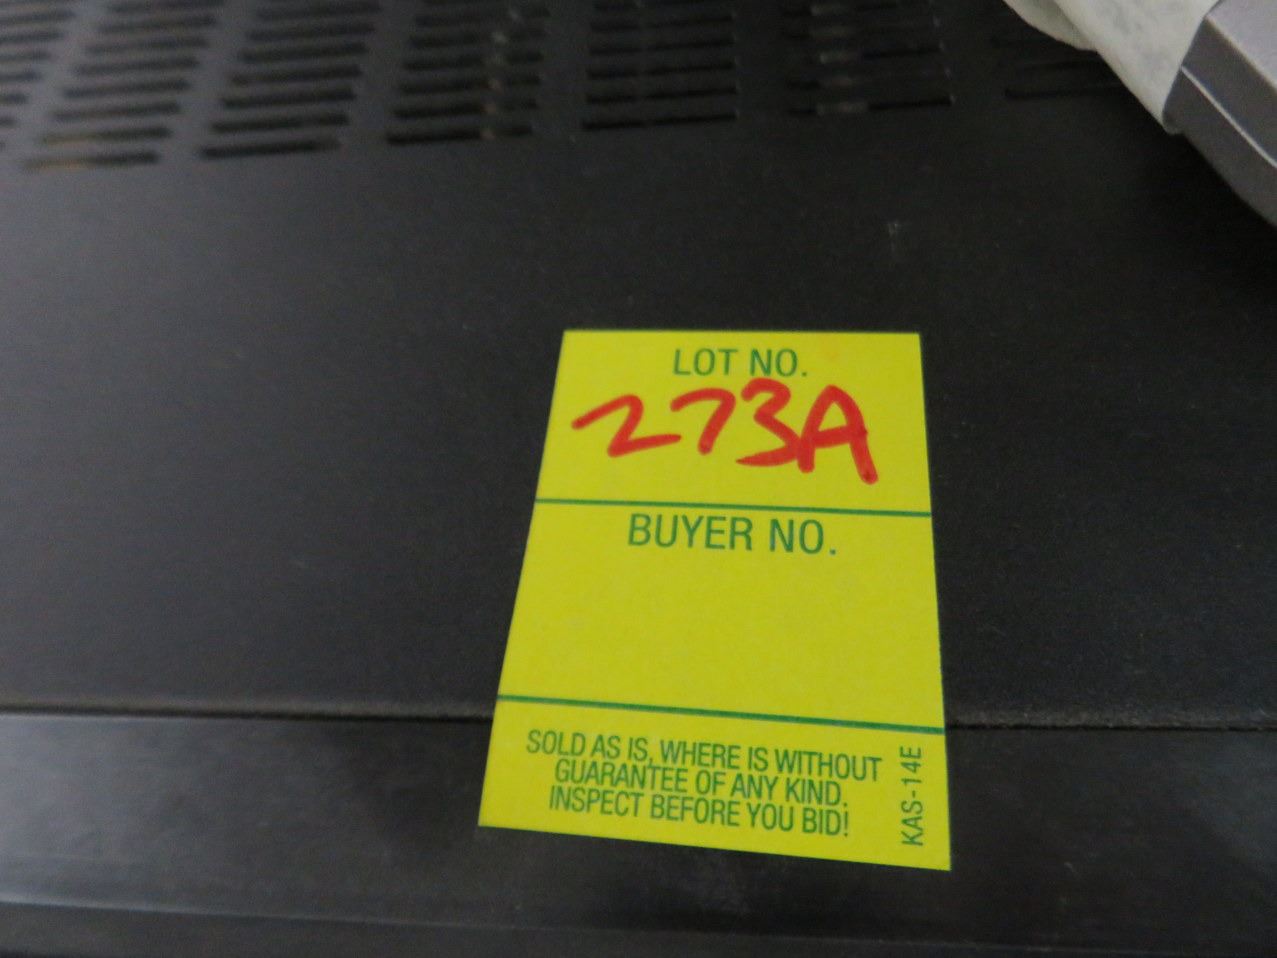 LOT NO.
273A
BUYER NO.
SOLD AS IS, WHERE IS WITHOUT
GUARANTEE OF ANY KIND.
INSPECT BEFORE YOU BID!
KAS-14E